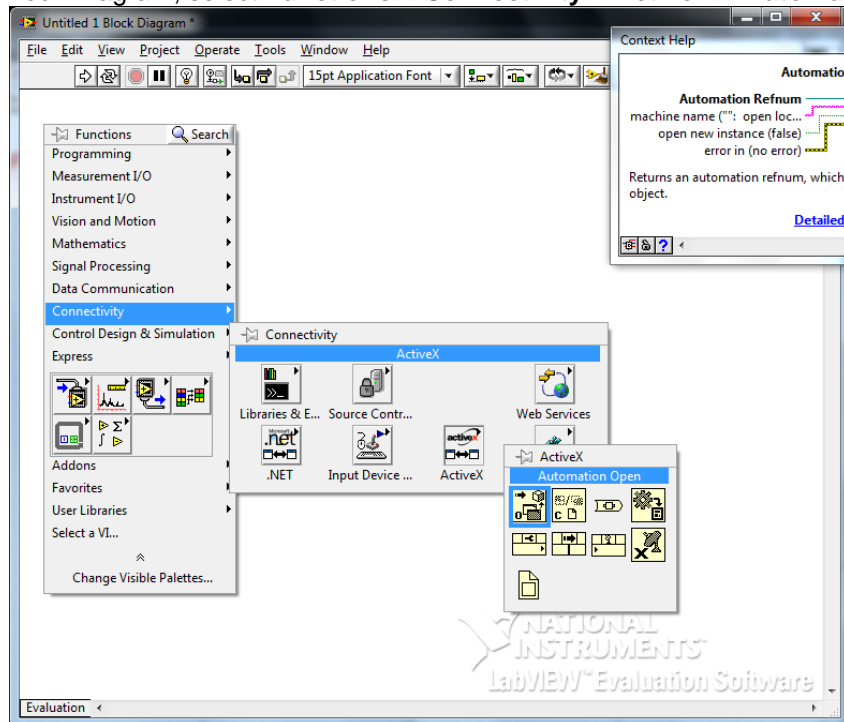 Untitled 1 Block Diagram *
File Edit View Project Operate Tools Window Help
15pt Application Font
Context Help
Automatio
Automation Refnum
machine name ("": open loc...
open new instance (false)
error in (no error)
Returns an automation refnum, which
object.
Detailed
Functions Search
Programming
Measurement I/O
Instrument I/O
Vision and Motion
Mathematics
Signal Processing
Data Communication
Connectivity
Control Design & Simulation
Express
Addons
Favorites
User Libraries
Select a VI...
Change Visible Palettes...
Connectivity
ActiveX
Libraries & E... Source Contr... Web Services
.NET Input Device ... ActiveX
ActiveX
Automation Open
NATIONAL
INSTRUMENTS
LabVIEW™ Evaluation Software
Evaluation